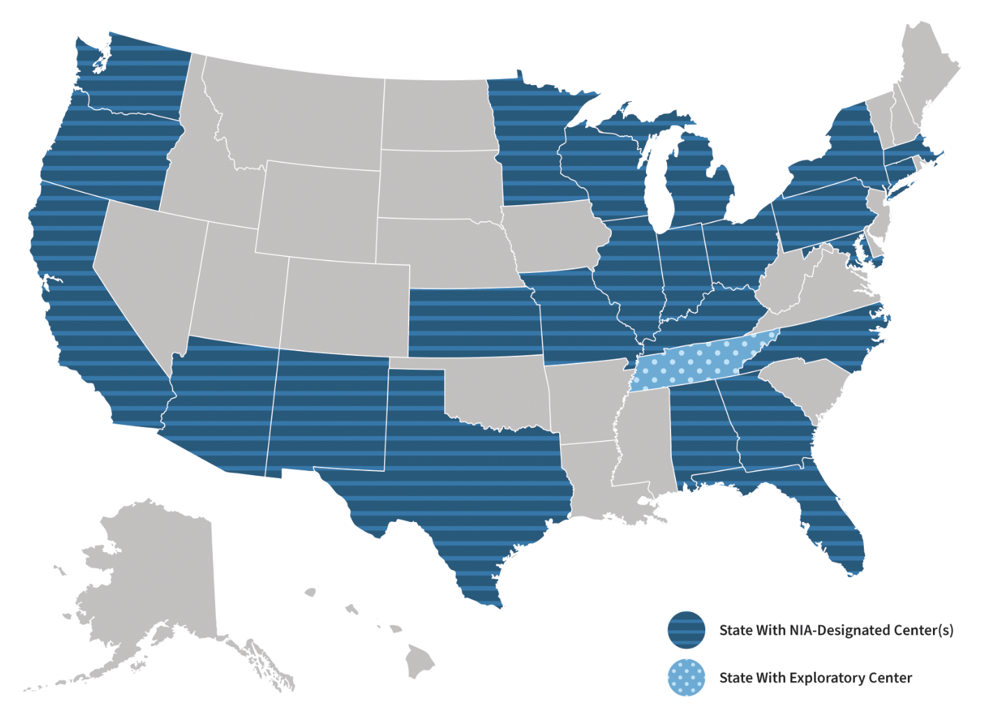 State With NIA-Designated Center(s)
State With Exploratory Center